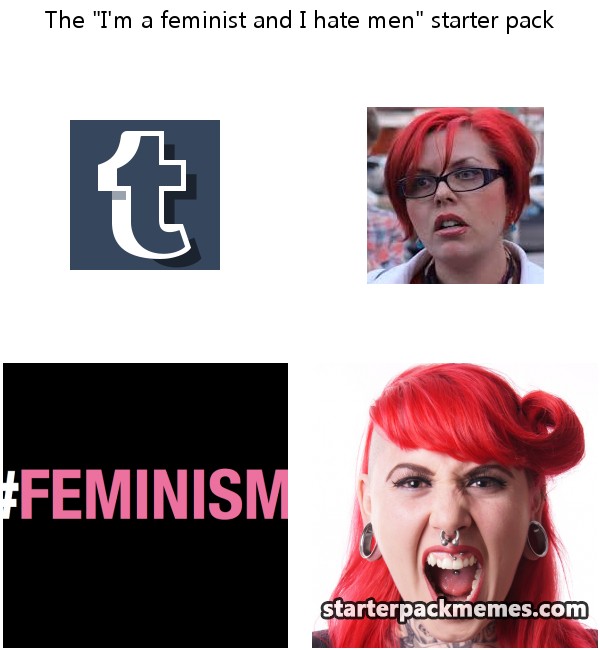 The "I'm a feminist and I hate men" starter pack
t
#FEMINISM
starterpackmemes.com